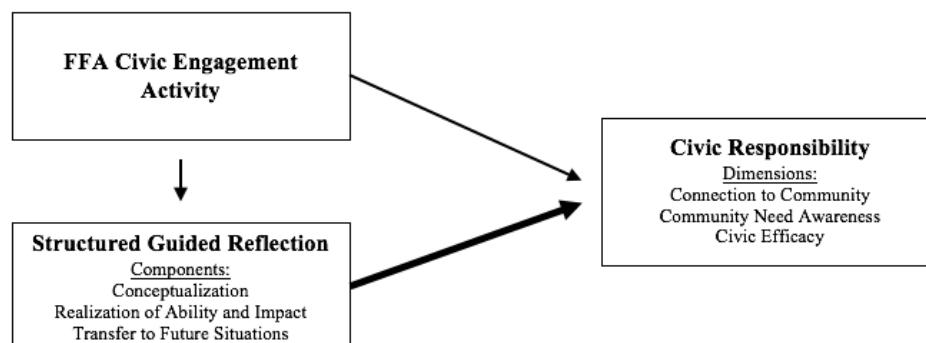 FFA Civic Engagement
Activity
Structured Guided Reflection
Components:
Conceptualization
Realization of Ability and Impact
Transfer to Future Situations
Civic Responsibility
Dimensions:
Connection to Community
Community Need Awareness
Civic Efficacy